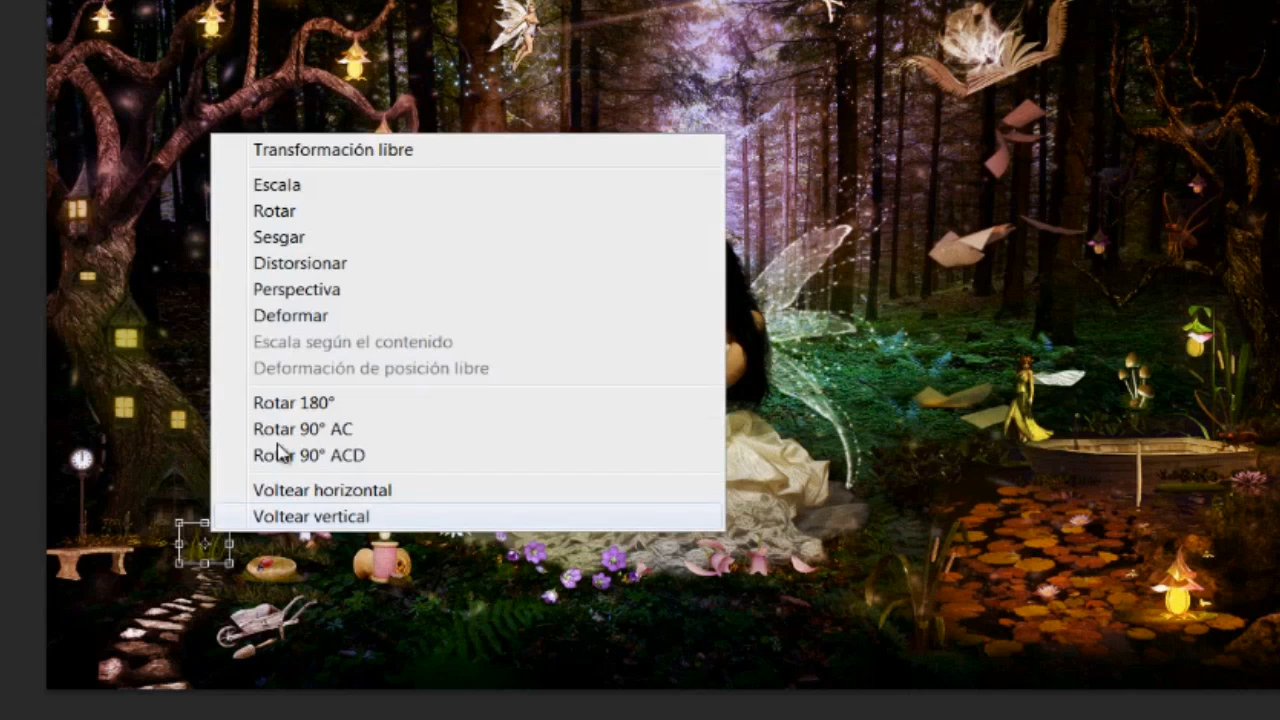 Transformación libre
Escala
Rotar
Sesgar
Distorsionar
Perspectiva
Deformar
Escala según el contenido
Deformación de posición libre
Rotar 180°
Rotar 90° AC
Rotar 90° ACD
Voltear horizontal
Voltear vertical